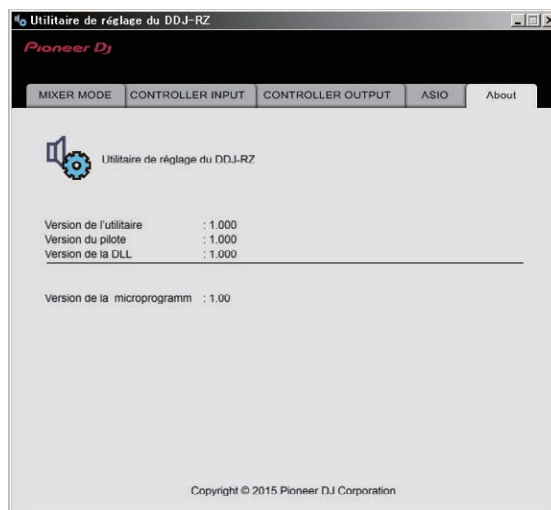 Utilitaire de réglage du DDJ-RZ
Pioneer Dj
MIXER MODE CONTROLLER INPUT CONTROLLER OUTPUT ASIO About
Utilitaire de réglage du DDJ-RZ
Version de l'utilitaire : 1.000
Version du pilote : 1.000
Version de la DLL : 1.000
Version de la microprogramm : 1.00
Copyright © 2015 Pioneer DJ Corporation